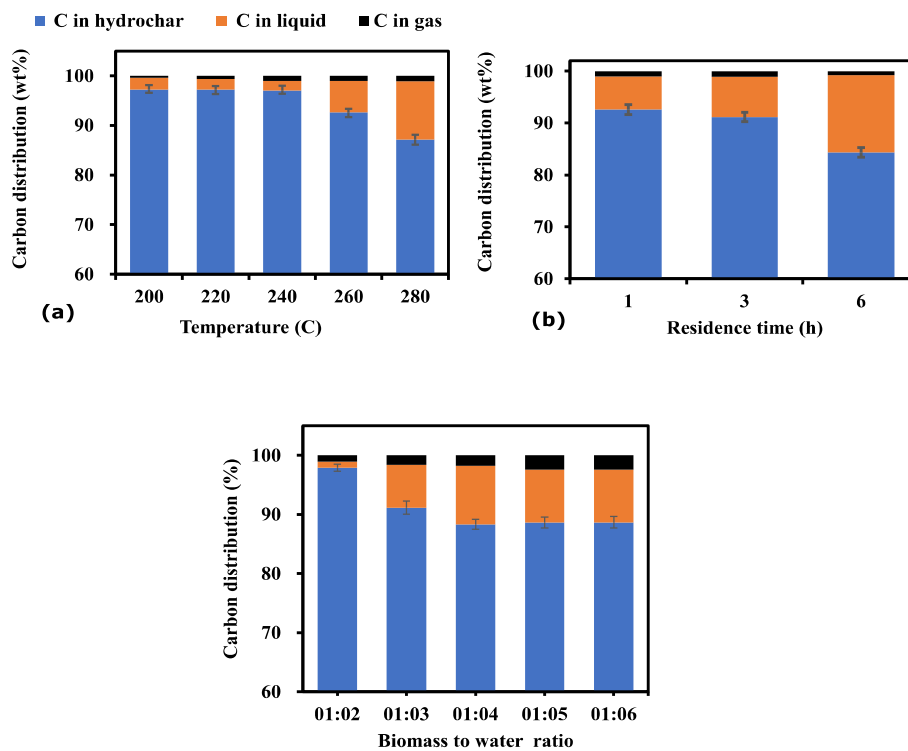 C in hydrochar C in liquid C in gas
Carbon distribution (wt%)
100
90
80
70
60
200 220 240 260 280
(a)
Temperature (C)
Carbon distribution (wt%)
100
90
80
70
60
1 3 6
(b)
Residence time (h)
Carbon distribution (%)
100
90
80
70
60
01:02 01:03 01:04 01:05 01:06
Biomass to water ratio